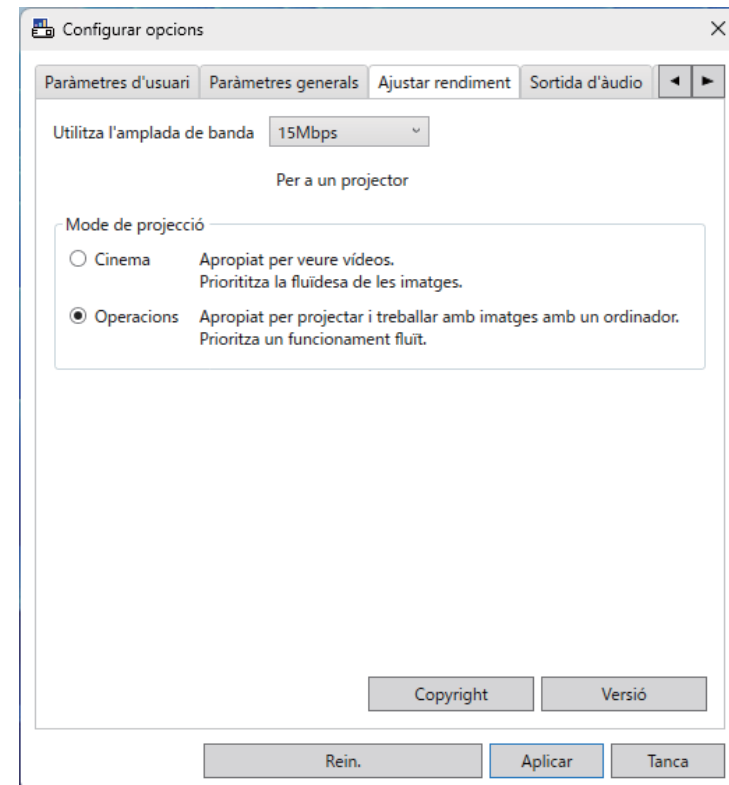 Configurar opcions
Paràmetres d'usuari
Paràmetres generals
Ajustar rendiment
Sortida d'àudio
Utilitza l'amplada de banda 15Mbps
Per a un projector
Mode de projecció
Cinema Apropiat per veure vídeos.
Priorititza la fluïdesa de les imatges.
Operacions Apropiat per projectar i treballar amb imatges amb un ordinador.
Prioritza un funcionament fluït.
Copyright
Versió
Rein.
Aplicar
Tanca